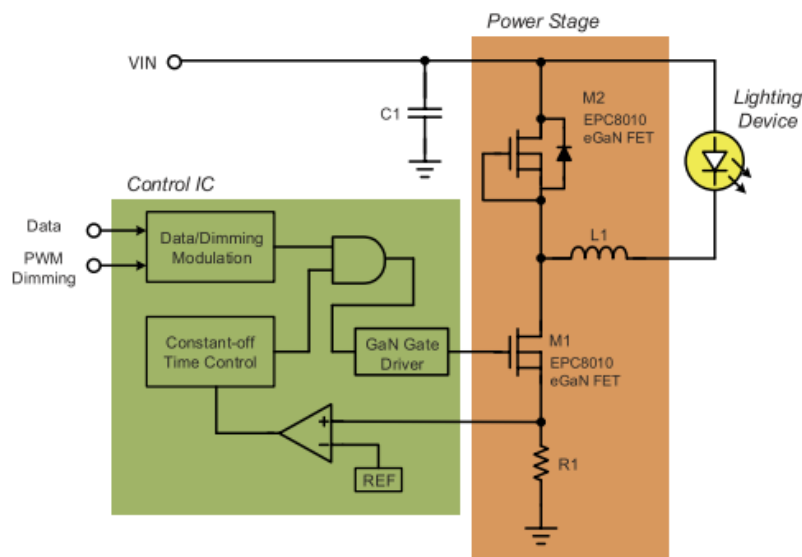 Power Stage
VIN
C1
M2
EPC8010
eGaN FET
Lighting
Device
Control IC
Data
PWM
Dimming
Data/Dimming
Modulation
L1
Constant-off
Time Control
GaN Gate
Driver
M1
EPC8010
eGaN FET
+
−
REF
R1